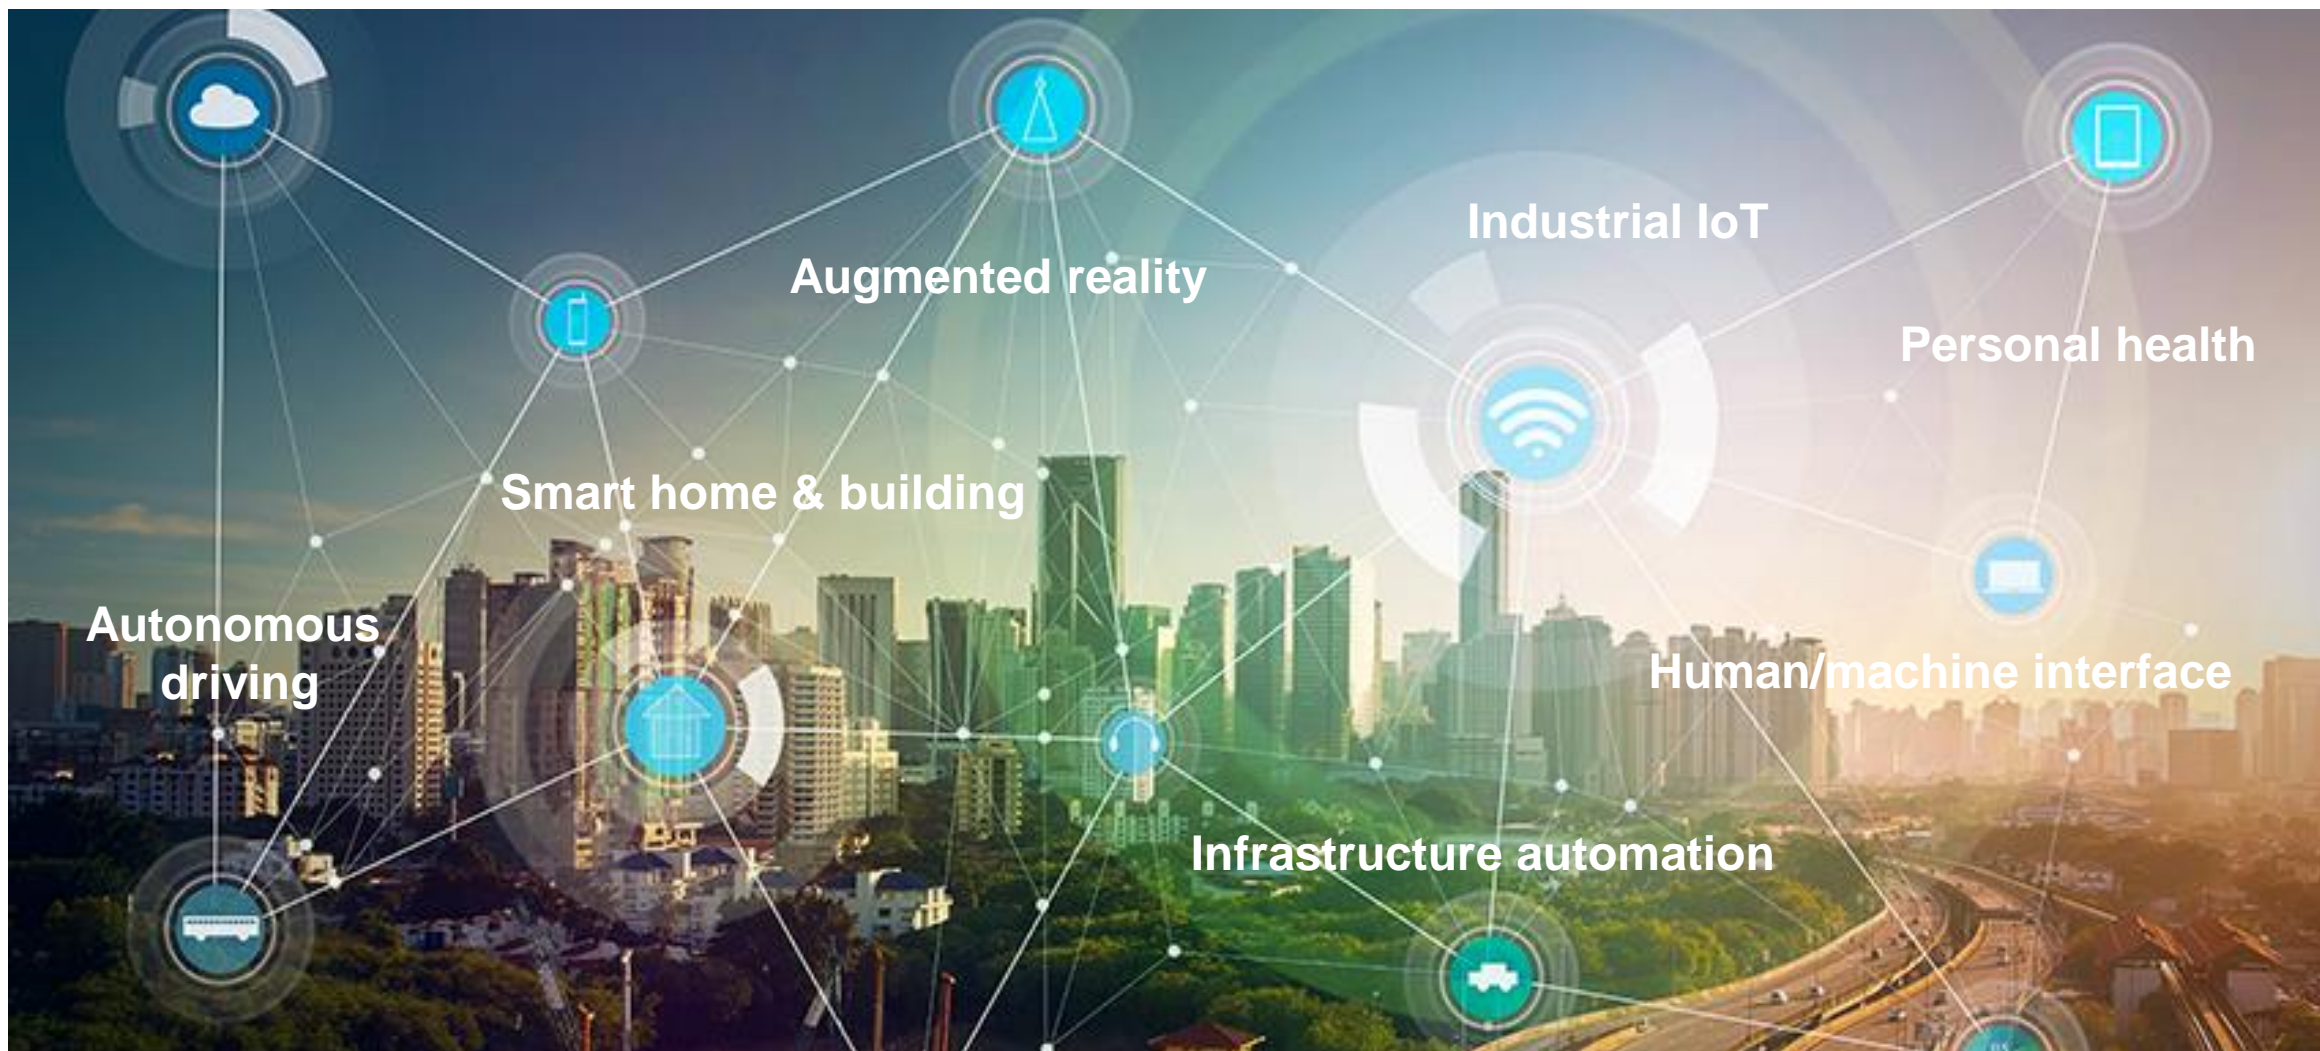 Industrial IoT
Augmented reality
Personal health
Smart home & building
Autonomous
driving
Human/machine interface
Infrastructure automation